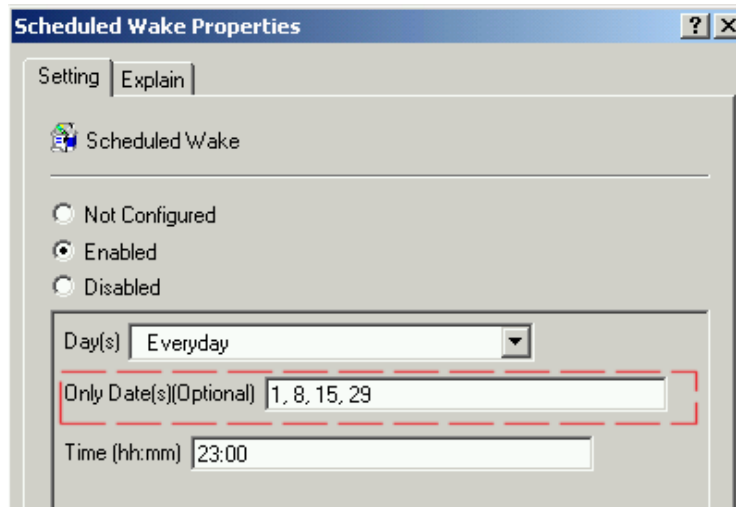 Scheduled Wake Properties
Setting Explain
Scheduled Wake
Not Configured
Enabled
Disabled
Day(s) Everyday
Only Date(s)(Optional) 1, 8, 15, 29
Time (hh:mm) 23:00